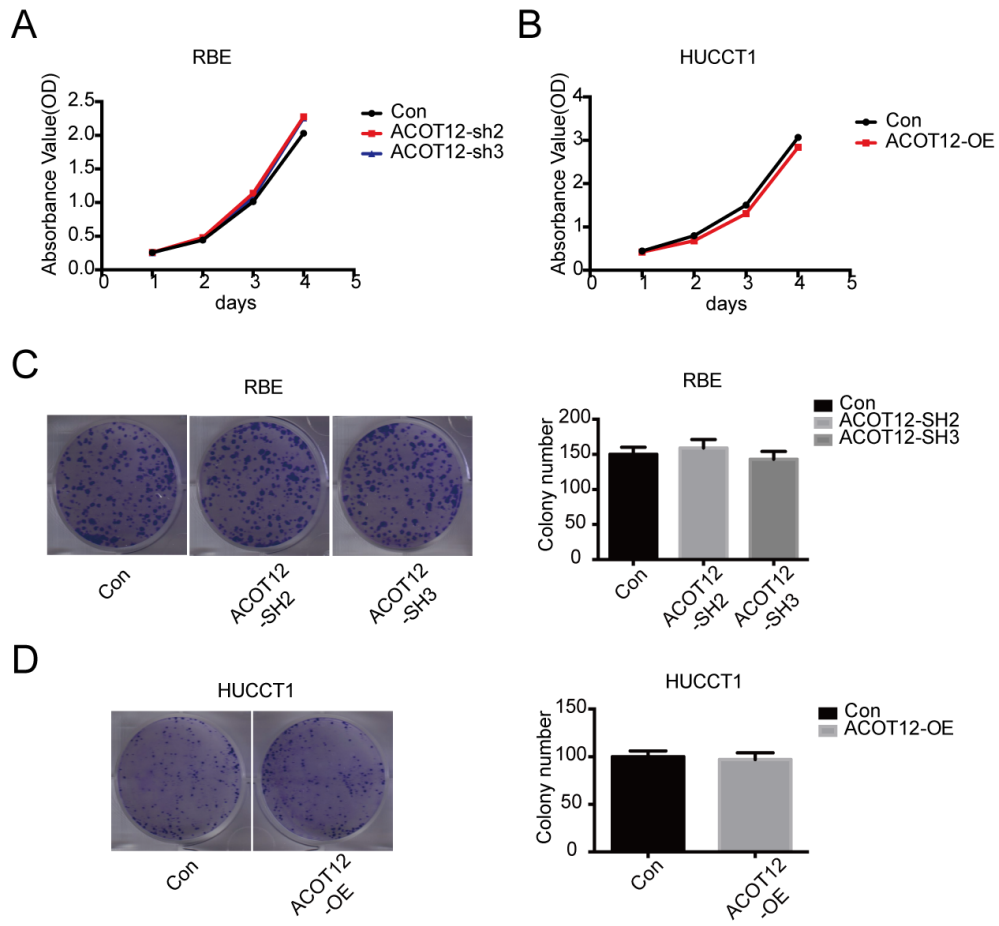 A
RBE
Absorbance Value(OD)
2.5
2.0
1.5
1.0
0.5
0.0
0 1 2 3 4 5
days
Con
ACOT12-sh2
ACOT12-sh3
B
HUCCT1
Absorbance Value(OD)
4
3
2
1
0
0 1 2 3 4 5
days
Con
ACOT12-OE
C
RBE
Con
ACOT12
-SH2
ACOT12
-SH3
RBE
Colony number
200
150
100
50
0
Con
ACOT12
-SH2
ACOT12
-SH3
Con
ACOT12-SH2
ACOT12-SH3
D
HUCCT1
Con
ACOT12
-OE
HUCCT1
Colony number
150
100
50
0
Con
ACOT12
-OE
Con
ACOT12-OE